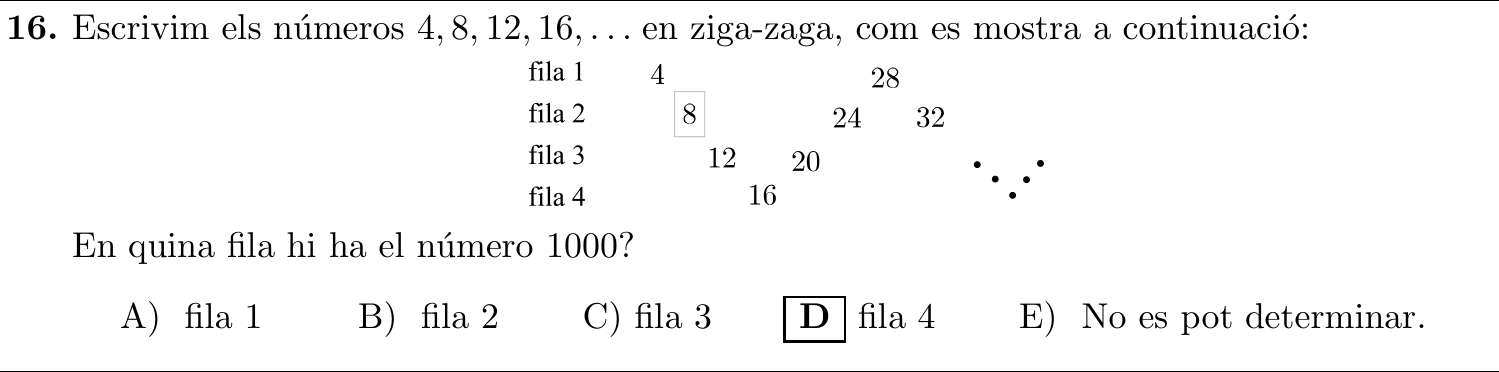 16. Escrivim els números 4, 8, 12, 16, . . . en ziga-zaga, com es mostra a continuació:
fila 1 4 28
fila 2 8 24 32
fila 3 12 20
fila 4 16
En quina fila hi ha el número 1000?
A) fila 1 B) fila 2 C) fila 3 D fila 4 E) No es pot determinar.